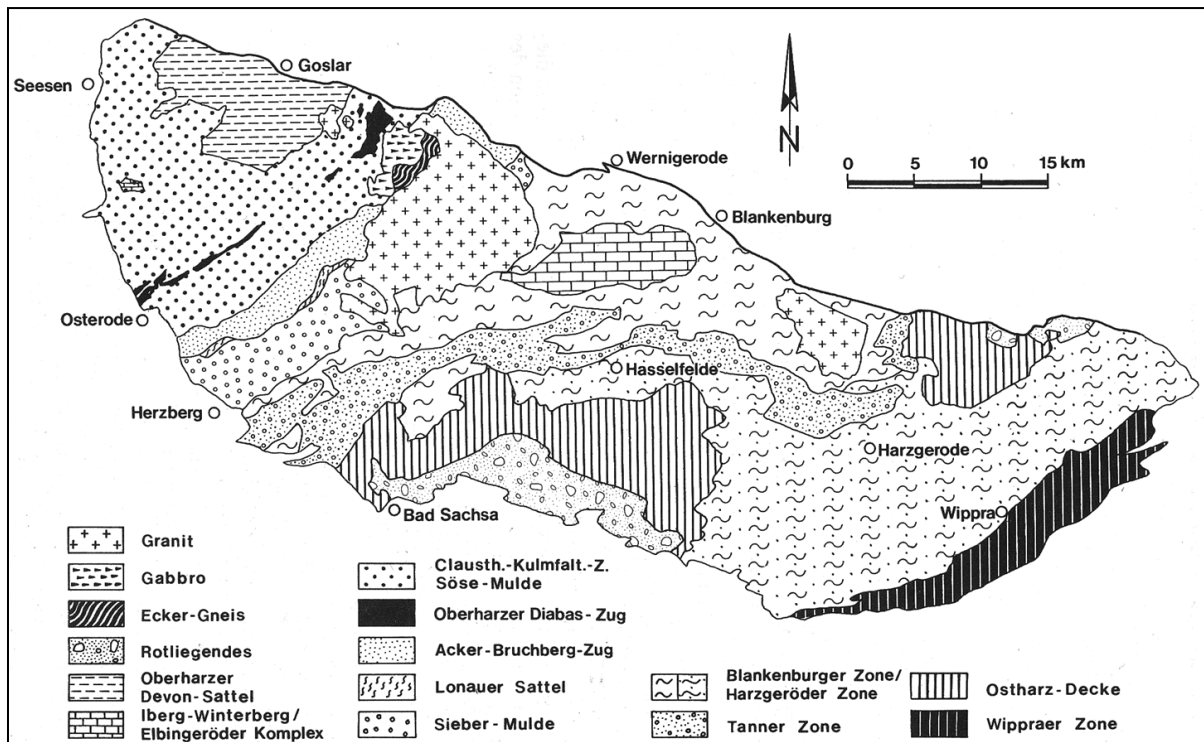 Seesen
Goslar
N
Wernigerode
0 5 10 15 km
Blankenburg
Osterode
Hasselfelde
Herzberg
Harzgerode
Bad Sachsa
Wippra
Granit
Gabbro
Ecker-Gneis
Rotliegendes
Oberharzer
Devon-Sattel
Iberg-Winterberg/
Elbingeröder Komplex
Clausth.-Kulmfalt.-Z.
Söse-Mulde
Oberharzer Diabas-Zug
Acker-Bruchberg-Zug
Lonauer Sattel
Sieber-Mulde
Blankenburger Zone/
Harzgeröder Zone
Tanner Zone
Ostharz-Decke
Wippraer Zone